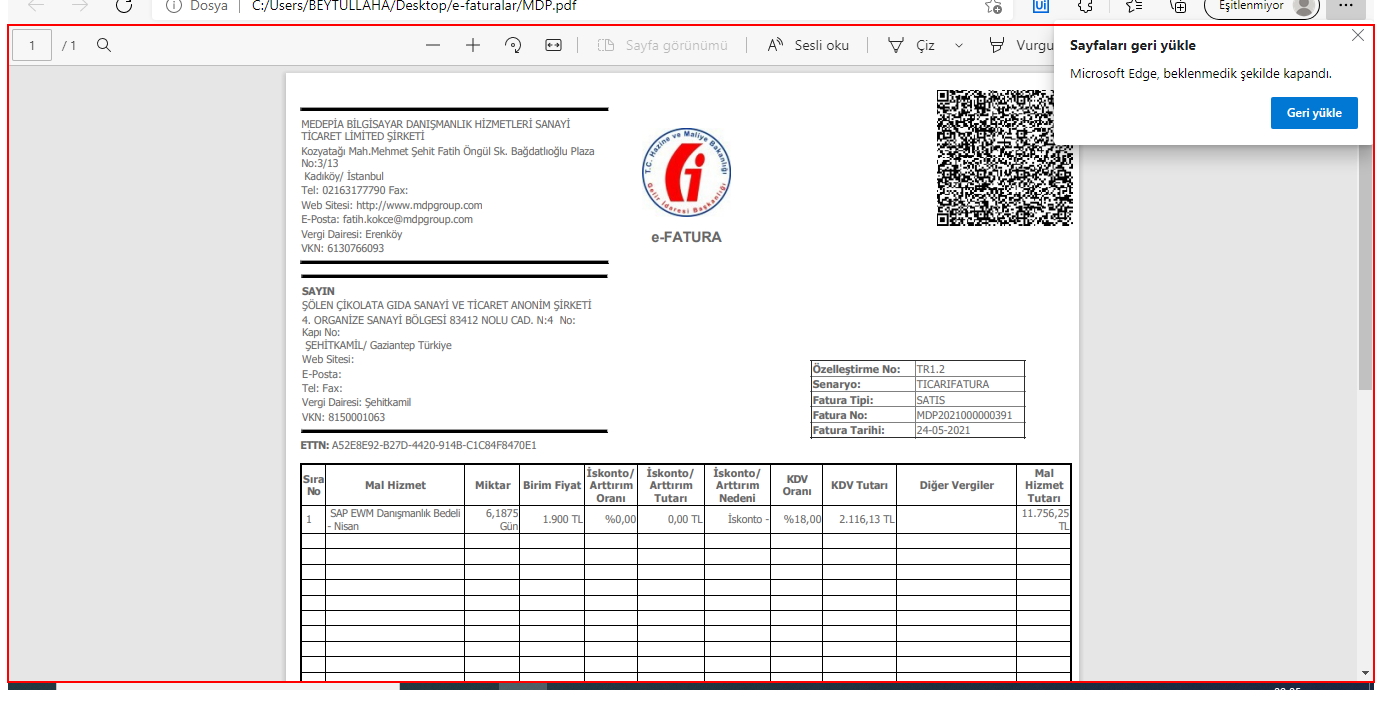 Dosya
C:/Users/BEYTULLAHA/Desktop/e-faturalar/MDP.pdf
Eşitlenmiyor
1 / 1
Sayfa görünümü
Sesli oku
Çiz
Vurgu
Sayfaları geri yükle
Microsoft Edge, beklenmedik şekilde kapandı.
Geri yükle
MEDEPİA BİLGİSAYAR DANIŞMANLIK HİZMETLERİ SANAYİ
TİCARET LİMİTED ŞİRKETİ
Kozyatağı Mah.Mehmet Şehit Fatih Öngül Sk. Bağdatlıoğlu Plaza
No:3/13
Kadıköy/ İstanbul
Tel: 02163177790 Fax:
Web Sitesi: http://www.mdpgroup.com
E-Posta: fatih.kokce@mdpgroup.com
Vergi Dairesi: Erenköy
VKN: 6130766093
T.C. Hazine ve Maliye Bakanlığı
Gelir İdaresi Başkanlığı
e-FATURA
SAYIN
ŞÖLEN ÇİKOLATA GIDA SANAYİ VE TİCARET ANONİM ŞİRKETİ
4. ORGANİZE SANAYİ BÖLGESİ 83412 NOLU CAD. N:4 No:
Kapı No:
ŞEHİTKAMİL/ Gaziantep Türkiye
Web Sitesi:
E-Posta:
Tel: Fax:
Vergi Dairesi: Şehitkamil
VKN: 8150001063
Özelleştirme No: TR1.2
Senaryo: TICARIFATURA
Fatura Tipi: SATIS
Fatura No: MDP2021000000391
Fatura Tarihi: 24-05-2021
ETTN: A52E8E92-B27D-4420-914B-C1C84F8470E1
Sıra No Mal Hizmet Miktar Birim Fiyat İskonto/ Arttırım Oranı İskonto/ Arttırım Tutarı İskonto/ Arttırım Nedeni KDV Oranı KDV Tutarı Diğer Vergiler Mal Hizmet Tutarı
1 SAP EWM Danışmanlık Bedeli - Nisan 6,1875 Gün 1.900 TL %0,00 0,00 TL İskonto - %18,00 2.116,13 TL 11.756,25 TL